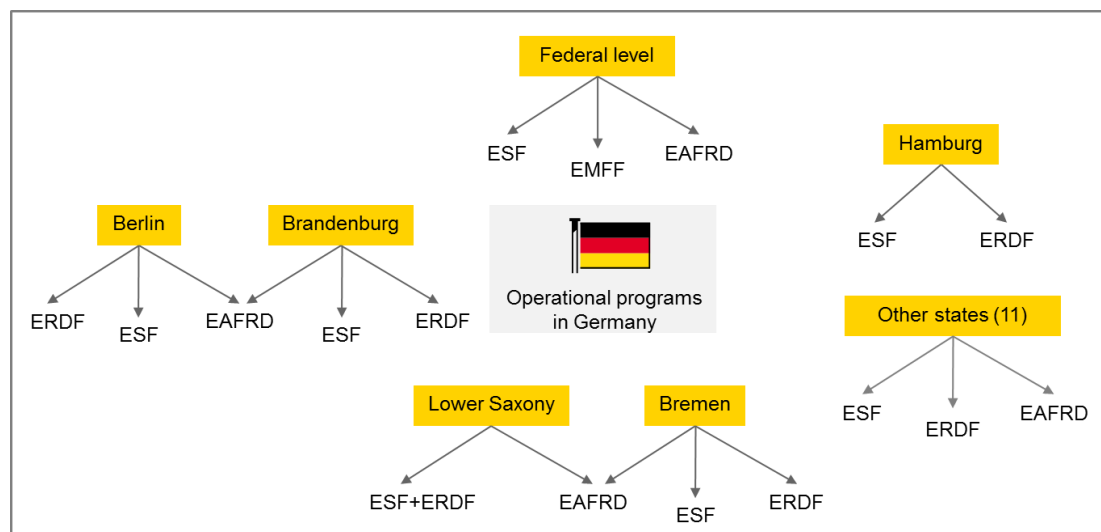 Federal level
ESF
EMFF
EAFRD
Hamburg
ESF
ERDF
Berlin
Brandenburg
ERDF
ESF
EAFRD
ESF
ERDF
Operational programs
in Germany
Other states (11)
ESF
ERDF
EAFRD
Lower Saxony
Bremen
ESF+ERDF
EAFRD
ESF
ERDF